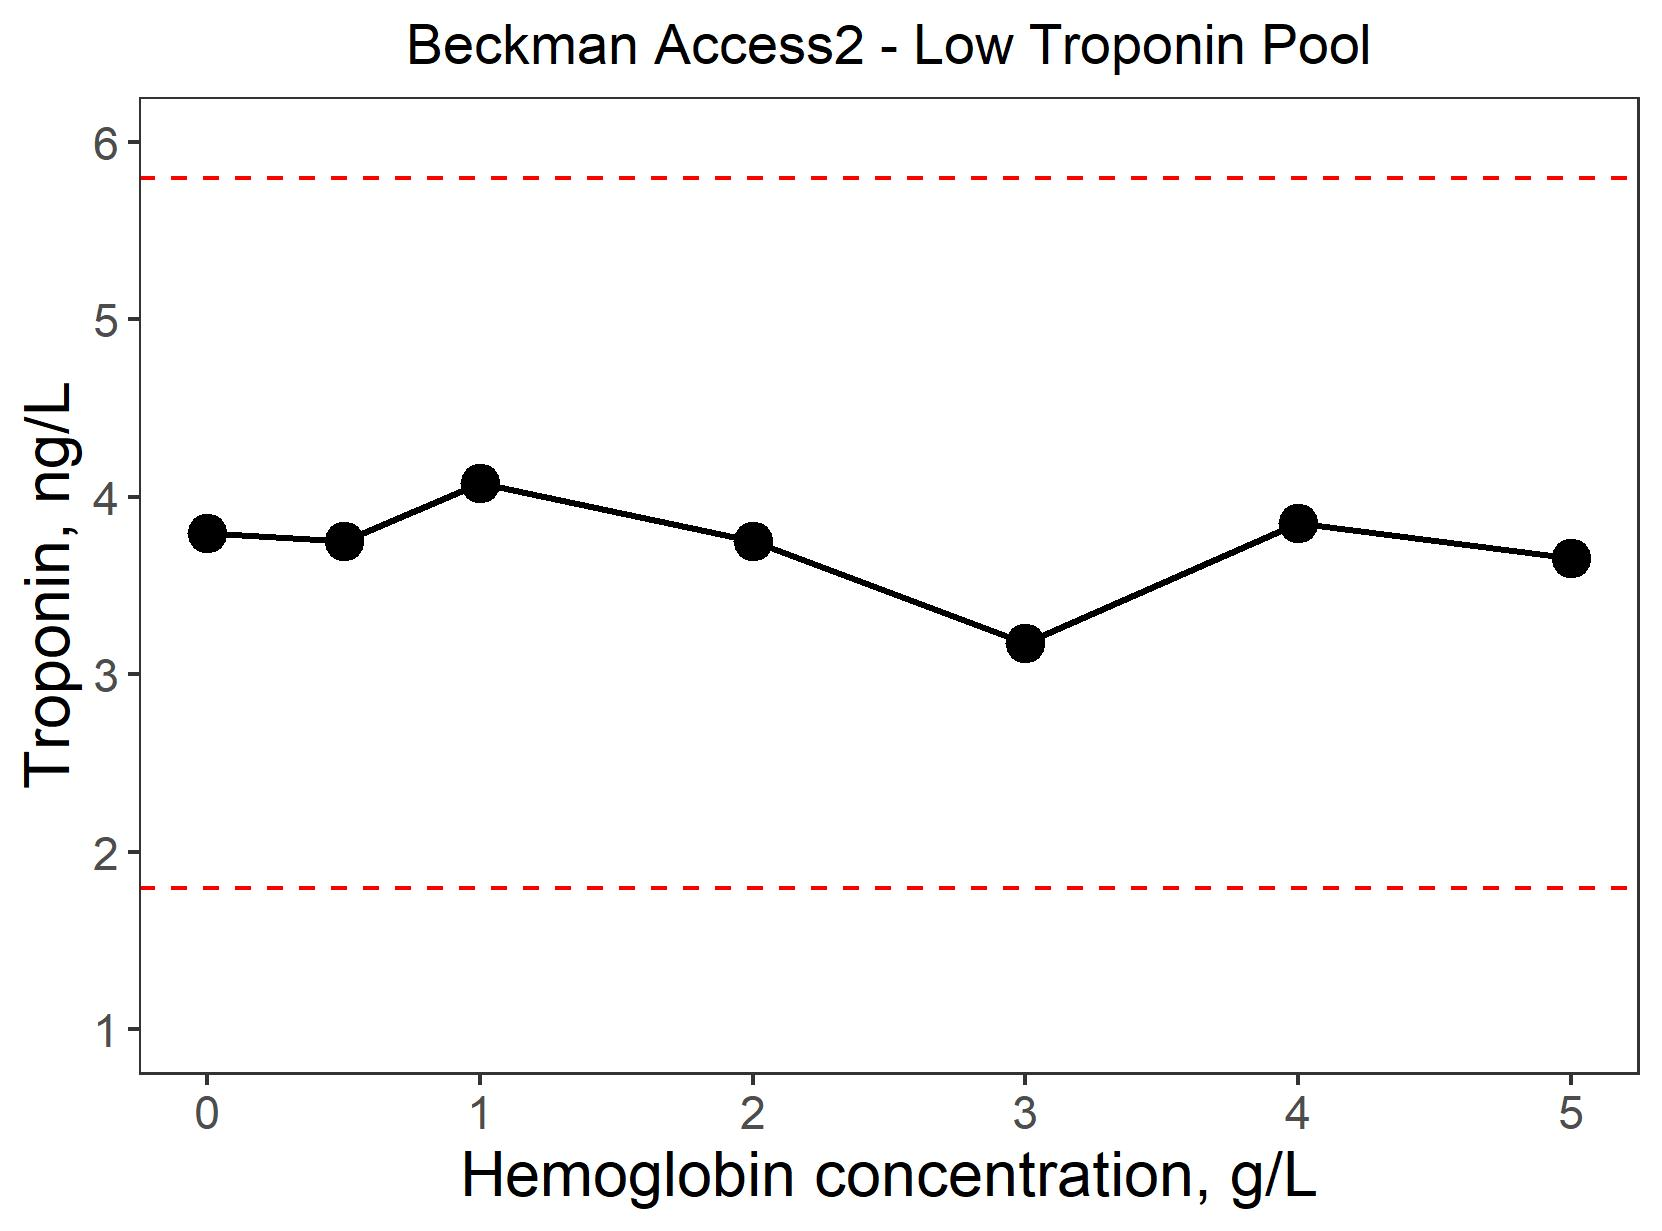 Beckman Access2 - Low Troponin Pool
Troponin, ng/L
6
5
4
3
2
1
0 1 2 3 4 5
Hemoglobin concentration, g/L